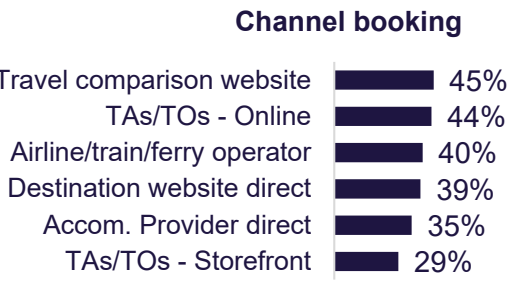 Channel booking
Travel comparison website 45%
TAs/TOs - Online 44%
Airline/train/ferry operator 40%
Destination website direct 39%
Accom. Provider direct 35%
TAs/TOs - Storefront 29%